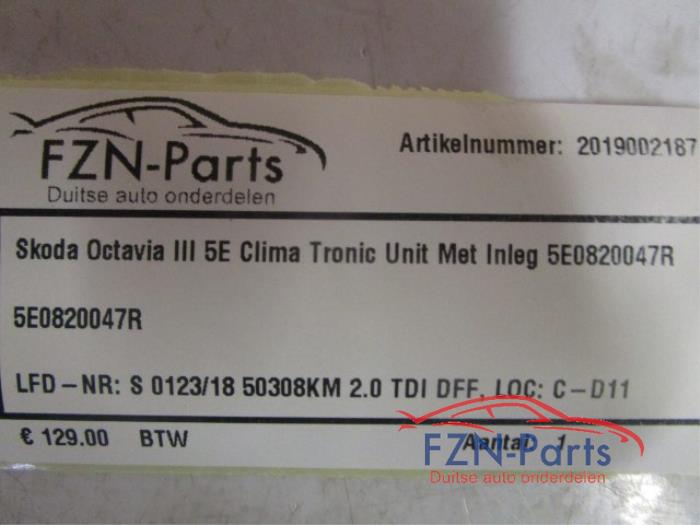 FZN-Parts
Duitse auto onderdelen
Artikelnummer: 2019002187
Skoda Octavia III 5E Clima Tronic Unit Met Inleg 5E0820047R
5E0820047R
LFD-NR: S 0123/18 50308KM 2.0 TDI DFF, LOC: C-D11
€ 129.00 BTW Aantal: 1
FZN-Parts
Duitse auto onderdelen